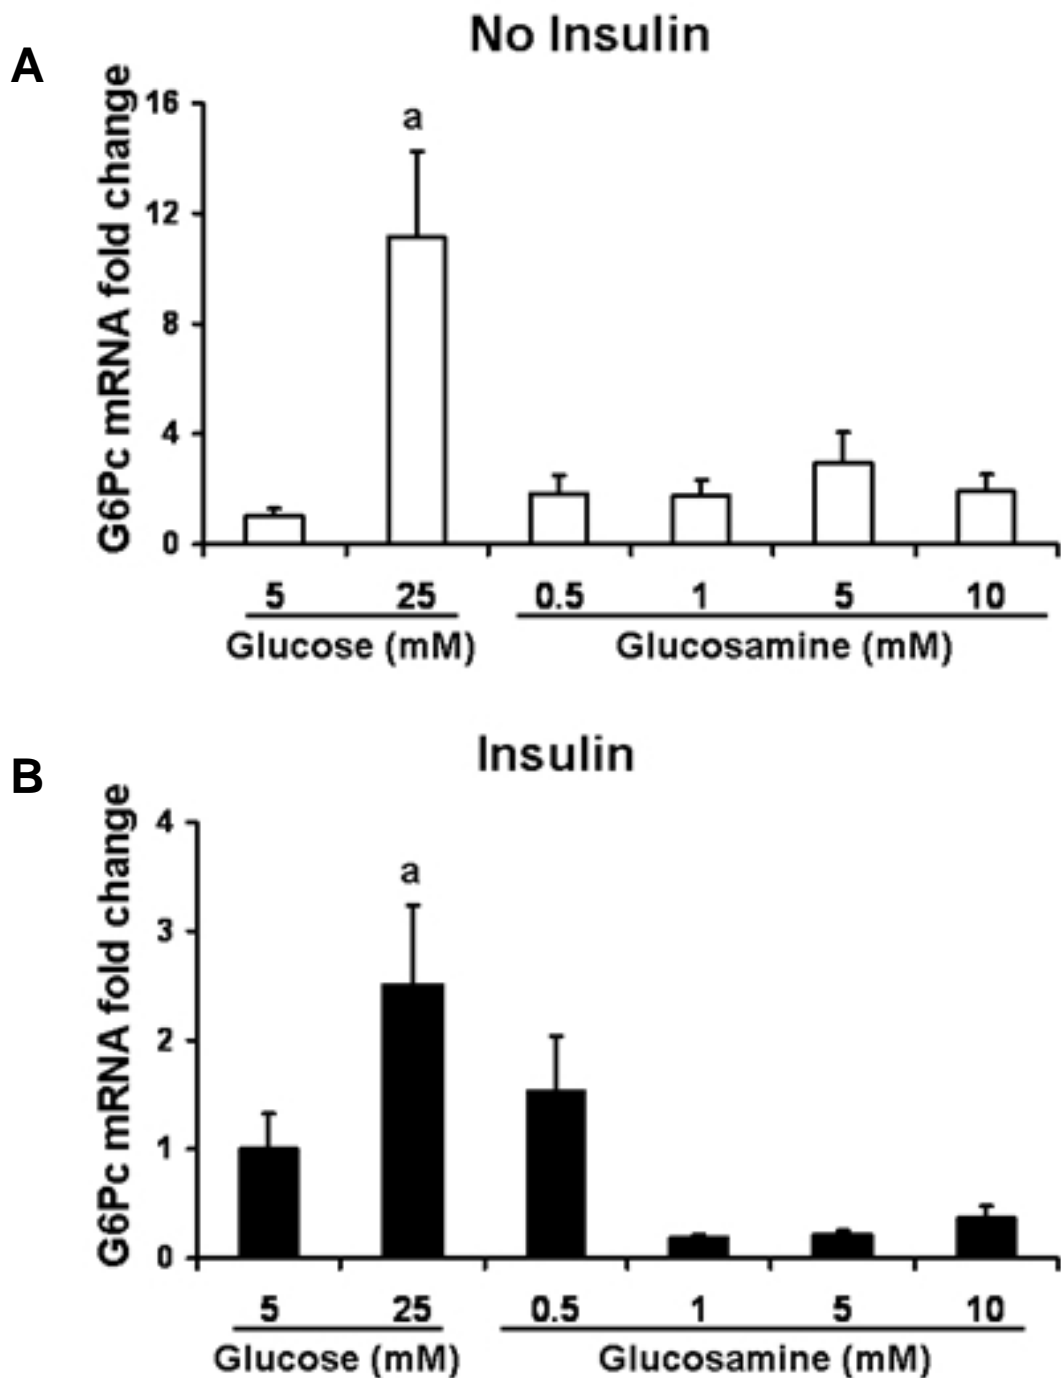 No Insulin
A
G6Pc mRNA fold change
16
12
8
4
0
a
5 25 0.5 1 5 10
Glucose (mM) Glucosamine (mM)
Insulin
B
G6Pc mRNA fold change
4
3
2
1
0
a
5 25 0.5 1 5 10
Glucose (mM) Glucosamine (mM)